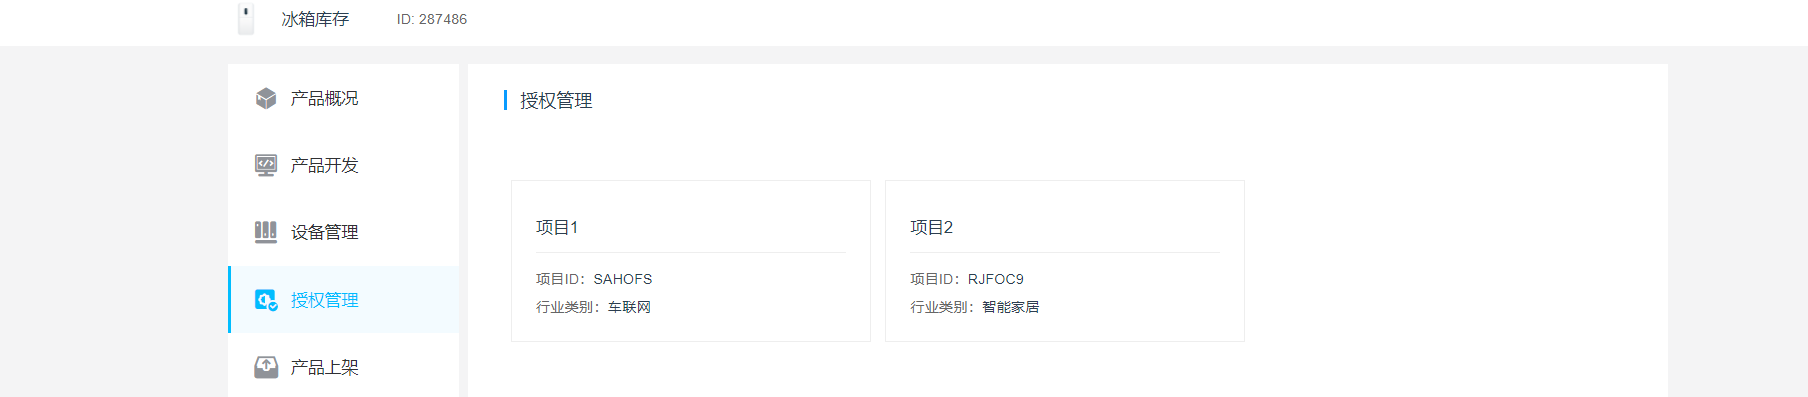 冰箱库存 ID: 287486
产品概况
产品开发
设备管理
授权管理
产品上架
授权管理
项目1
项目ID：SAHOFS
行业类别：车联网
项目2
项目ID：RJFOC9
行业类别：智能家居